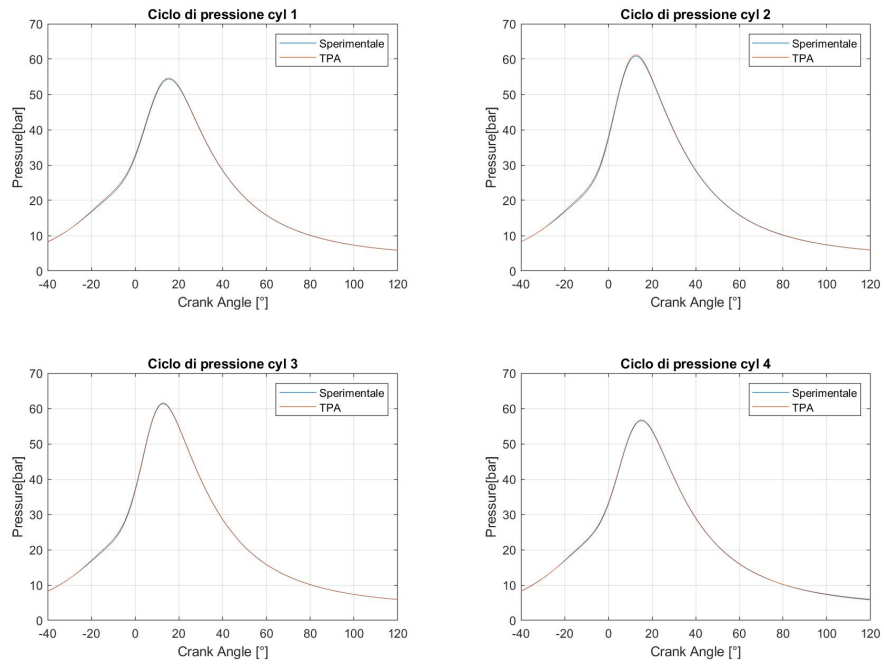 Ciclo di pressione cyl 1
Pressure[bar]
70
60
50
40
30
20
10
0
Sperimentale
TPA
-40 -20 0 20 40 60 80 100 120
Crank Angle [°]
Ciclo di pressione cyl 2
Pressure[bar]
70
60
50
40
30
20
10
0
Sperimentale
TPA
-40 -20 0 20 40 60 80 100 120
Crank Angle [°]
Ciclo di pressione cyl 3
Pressure[bar]
70
60
50
40
30
20
10
0
Sperimentale
TPA
-40 -20 0 20 40 60 80 100 120
Crank Angle [°]
Ciclo di pressione cyl 4
Pressure[bar]
70
60
50
40
30
20
10
0
Sperimentale
TPA
-40 -20 0 20 40 60 80 100 120
Crank Angle [°]